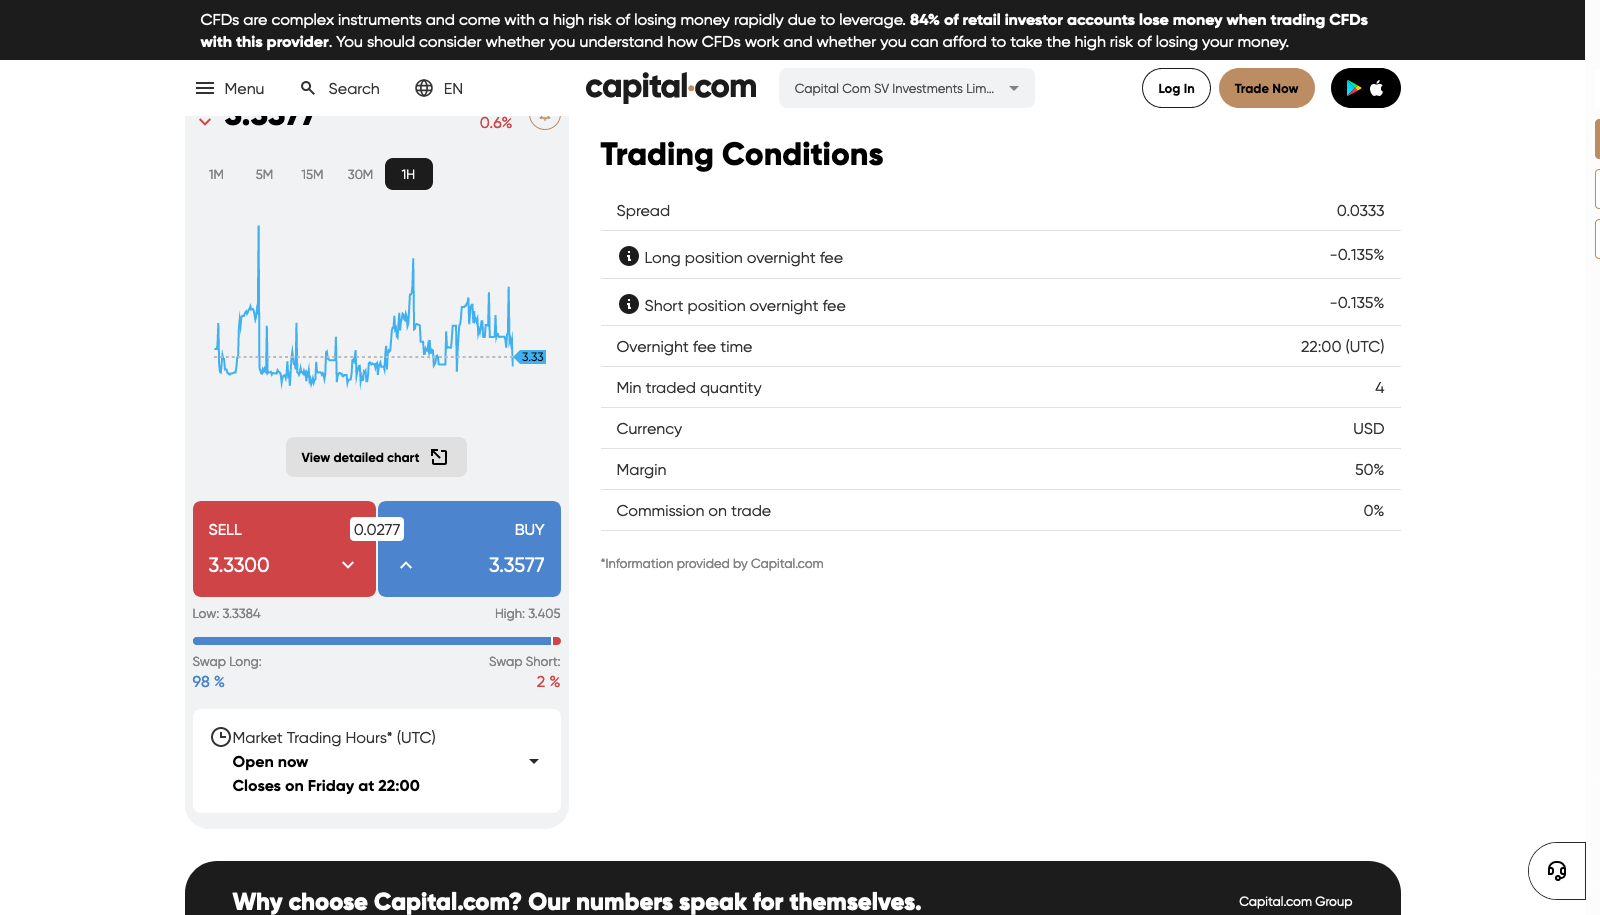 CFDs are complex instruments and come with a high risk of losing money rapidly due to leverage. 84% of retail investor accounts lose money when trading CFDs
with this provider. You should consider whether you understand how CFDs work and whether you can afford to take the high risk of losing your money.
Menu
Search
EN
capital.com
Capital Com SV Investments Lim...
Log In
Trade Now
3.3577
0.6%
1M
5M
15M
30M
1H
3.33
View detailed chart
SELL
0.0277
BUY
3.3300
3.3577
Low: 3.3384
High: 3.405
Swap Long:
Swap Short:
98 %
2 %
Market Trading Hours* (UTC)
Open now
Closes on Friday at 22:00
Trading Conditions
Spread
0.0333
Long position overnight fee
-0.135%
Short position overnight fee
-0.135%
Overnight fee time
22:00 (UTC)
Min traded quantity
4
Currency
USD
Margin
50%
Commission on trade
0%
*Information provided by Capital.com
Why choose Capital.com? Our numbers speak for themselves.
Capital.com Group